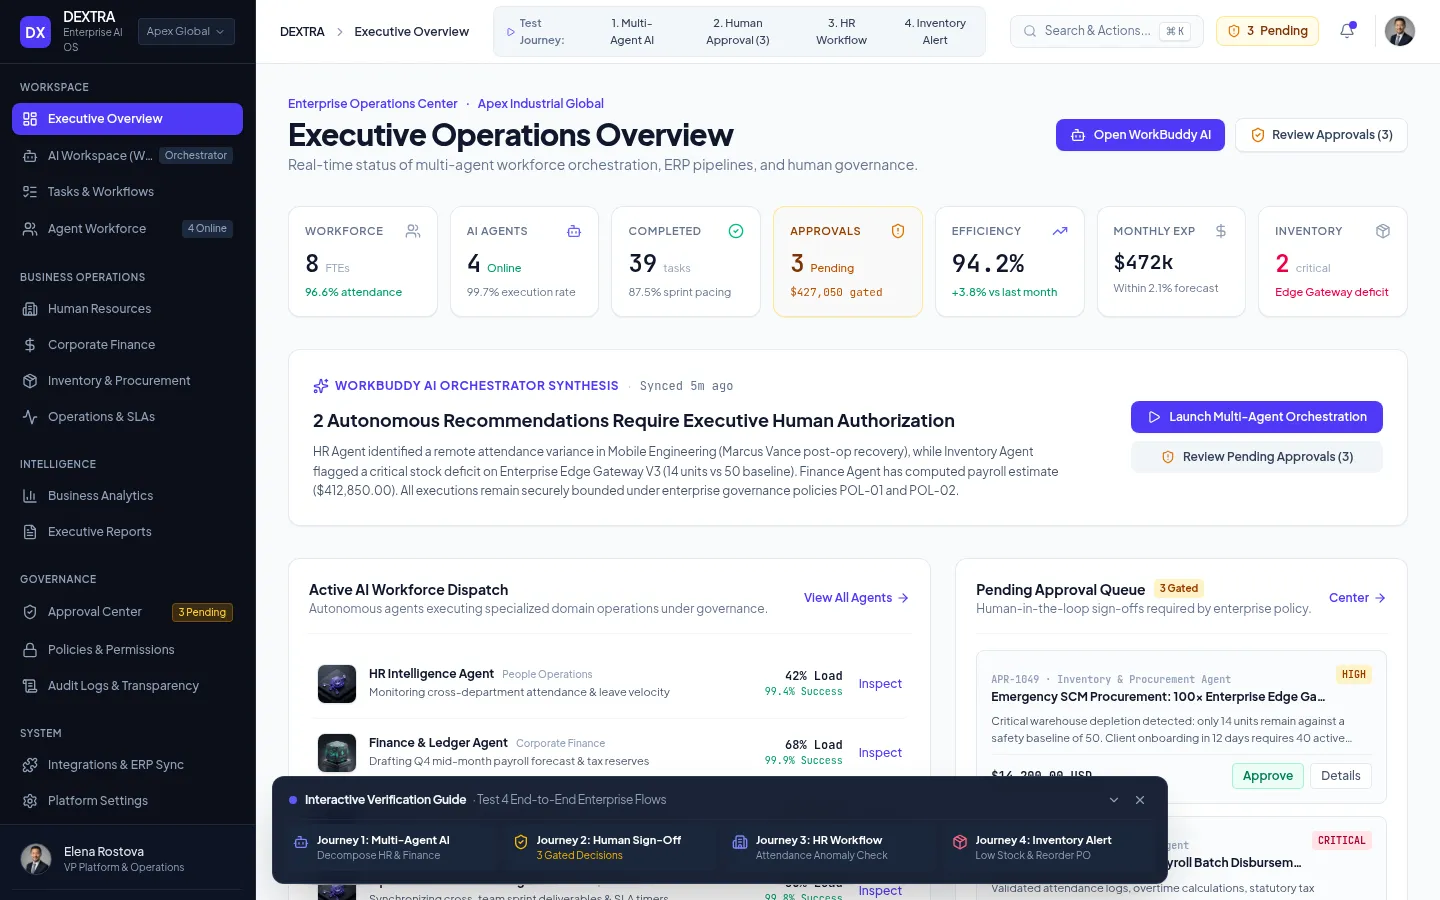 DX
DEXTRA
Enterprise AI
OS
Apex Global
WORKSPACE
Executive Overview
AI Workspace (W... Orchestrator
Tasks & Workflows
Agent Workforce 4 Online
BUSINESS OPERATIONS
Human Resources
Corporate Finance
Inventory & Procurement
Operations & SLAs
INTELLIGENCE
Business Analytics
Executive Reports
GOVERNANCE
Approval Center 3 Pending
Policies & Permissions
Audit Logs & Transparency
SYSTEM
Integrations & ERP Sync
Platform Settings
Elena Rostova
VP Platform & Operations
DEXTRA > Executive Overview
Test
Journey:
1. Multi-
Agent AI
2. Human
Approval (3)
3. HR
Workflow
4. Inventory
Alert
Search & Actions... ⌘ K
3 Pending
Enterprise Operations Center · Apex Industrial Global
Executive Operations Overview
Real-time status of multi-agent workforce orchestration, ERP pipelines, and human governance.
Open WorkBuddy AI
Review Approvals (3)
WORKFORCE
8 FTEs
96.6% attendance
AI AGENTS
4 Online
99.7% execution rate
COMPLETED
39 tasks
87.5% sprint pacing
APPROVALS
3 Pending
$427,050 gated
EFFICIENCY
94.2%
+3.8% vs last month
MONTHLY EXP
$472k
Within 2.1% forecast
INVENTORY
2 critical
Edge Gateway deficit
WORKBUDDY AI ORCHESTRATOR SYNTHESIS · Synced 5m ago
2 Autonomous Recommendations Require Executive Human Authorization
HR Agent identified a remote attendance variance in Mobile Engineering (Marcus Vance post-op recovery), while Inventory Agent
flagged a critical stock deficit on Enterprise Edge Gateway V3 (14 units vs 50 baseline). Finance Agent has computed payroll estimate
($412,850.00). All executions remain securely bounded under enterprise governance policies POL-01 and POL-02.
Launch Multi-Agent Orchestration
Review Pending Approvals (3)
Active AI Workforce Dispatch
Autonomous agents executing specialized domain operations under governance.
View All Agents →
HR Intelligence Agent People Operations
Monitoring cross-department attendance & leave velocity
42% Load
99.4% Success
Inspect
Finance & Ledger Agent Corporate Finance
Drafting Q4 mid-month payroll forecast & tax reserves
68% Load
99.9% Success
Inspect
Synchronizing cross-team sprint deliverables & SLA timers
99.8% Success
Inspect
Pending Approval Queue 3 Gated
Human-in-the-loop sign-offs required by enterprise policy.
Center →
APR-1049 · Inventory & Procurement Agent HIGH
Emergency SCM Procurement: 100x Enterprise Edge Ga...
Critical warehouse depletion detected: only 14 units remain against a
safety baseline of 50. Client onboarding in 12 days requires 40 active...
$14,200.00 USD
Approve
Details
CRITICAL
yroll Batch Disbursem...
Validated attendance logs, overtime calculations, statutory tax
Interactive Verification Guide · Test 4 End-to-End Enterprise Flows
Journey 1: Multi-Agent AI
Decompose HR & Finance
Journey 2: Human Sign-Off
3 Gated Decisions
Journey 3: HR Workflow
Attendance Anomaly Check
Journey 4: Inventory Alert
Low Stock & Reorder PO